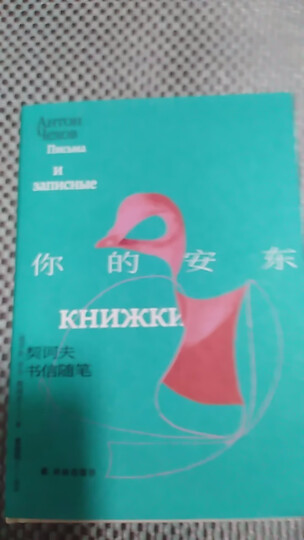 Антон
Чехов
Письма
и
записные
你的安东
книжки
契诃夫
书信随笔